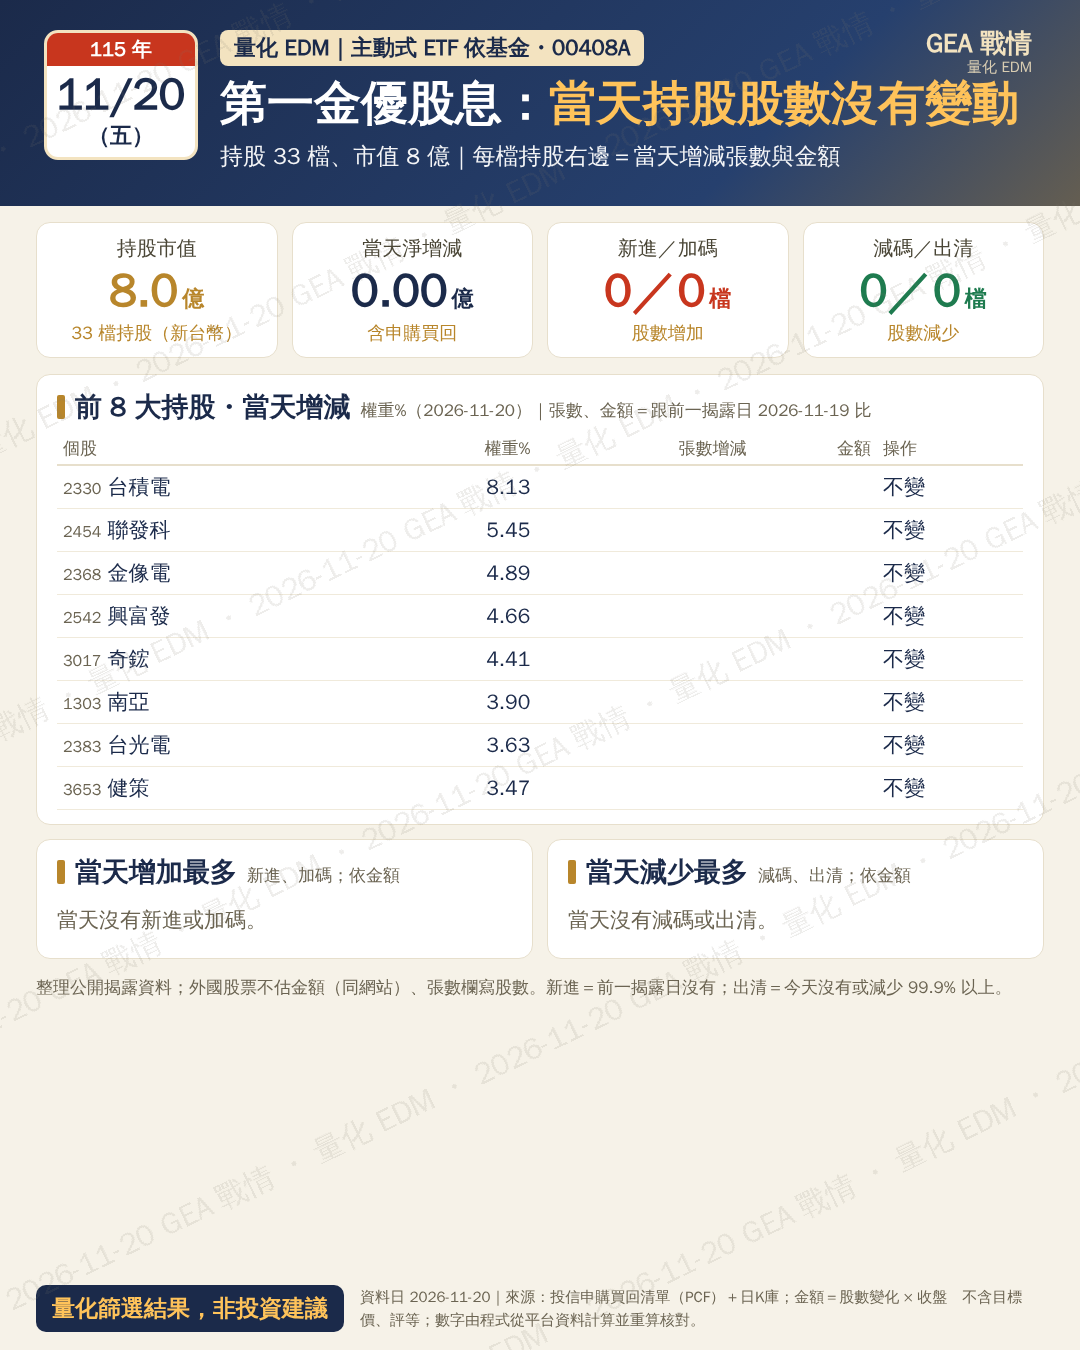 115 年
11/20
（五）
量化 EDM｜主動式 ETF 依基金・00408A
GEA 戰情
量化 EDM
第一金優股息：當天持股股數沒有變動
持股 33 檔、市值 8 億｜每檔持股右邊＝當天增減張數與金額
持股市值
8.0 億
33 檔持股（新台幣）
當天淨增減
0.00 億
含申購買回
新進／加碼
0／0 檔
股數增加
減碼／出清
0／0 檔
股數減少
前 8 大持股・當天增減 權重%（2026-11-20）｜張數、金額＝跟前一揭露日 2026-11-19 比
個股 權重% 張數增減 金額 操作
2330 台積電 8.13 不變
2454 聯發科 5.45 不變
2368 金像電 4.89 不變
2542 興富發 4.66 不變
3017 奇鋐 4.41 不變
1303 南亞 3.90 不變
2383 台光電 3.63 不變
3653 健策 3.47 不變
當天增加最多 新進、加碼；依金額
當天沒有新進或加碼。
當天減少最多 減碼、出清；依金額
當天沒有減碼或出清。
整理公開揭露資料；外國股票不估金額（同網站）、張數欄寫股數。新進＝前一揭露日沒有；出清＝今天沒有或減少 99.9% 以上。
量化篩選結果，非投資建議
資料日 2026-11-20｜來源：投信申購買回清單（PCF）＋日K庫；金額＝股數變化 × 收盤　不含目標
價、評等；數字由程式從平台資料計算並重算核對。
2026-11-20 GEA 戰情 ・ 量化 EDM ・ 2026-11-20 GEA 戰情 ・ 量化 EDM